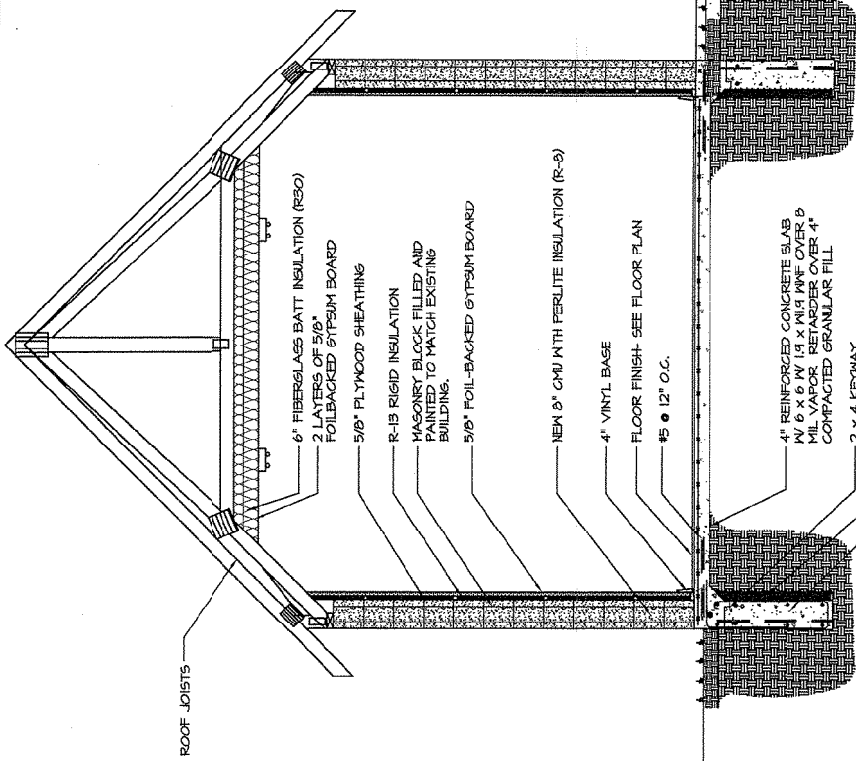 ROOF JOISTS
6" FIBERGLASS BATT INSULATION (R30)
2 LAYERS OF 5/8"
FOILBACKED GYPSUM BOARD
5/8" PLYWOOD SHEATHING
R-13 RIGID INSULATION
MASONRY BLOCK FILLED AND
PAINTED TO MATCH EXISTING
BUILDING.
5/8" FOIL-BACKED GYPSUM BOARD
NEW 8" CMU WITH PERLITE INSULATION (R-5)
4" VINYL BASE
FLOOR FINISH- SEE FLOOR PLAN
#5 @ 12" O.C.
4" REINFORCED CONCRETE SLAB
W/ 6 x 6 W 1.9 x W1.9 WWF OVER 8
MIL VAPOR RETARDER OVER 4"
COMPACTED GRANULAR FILL
2 x 4 KEYWAY